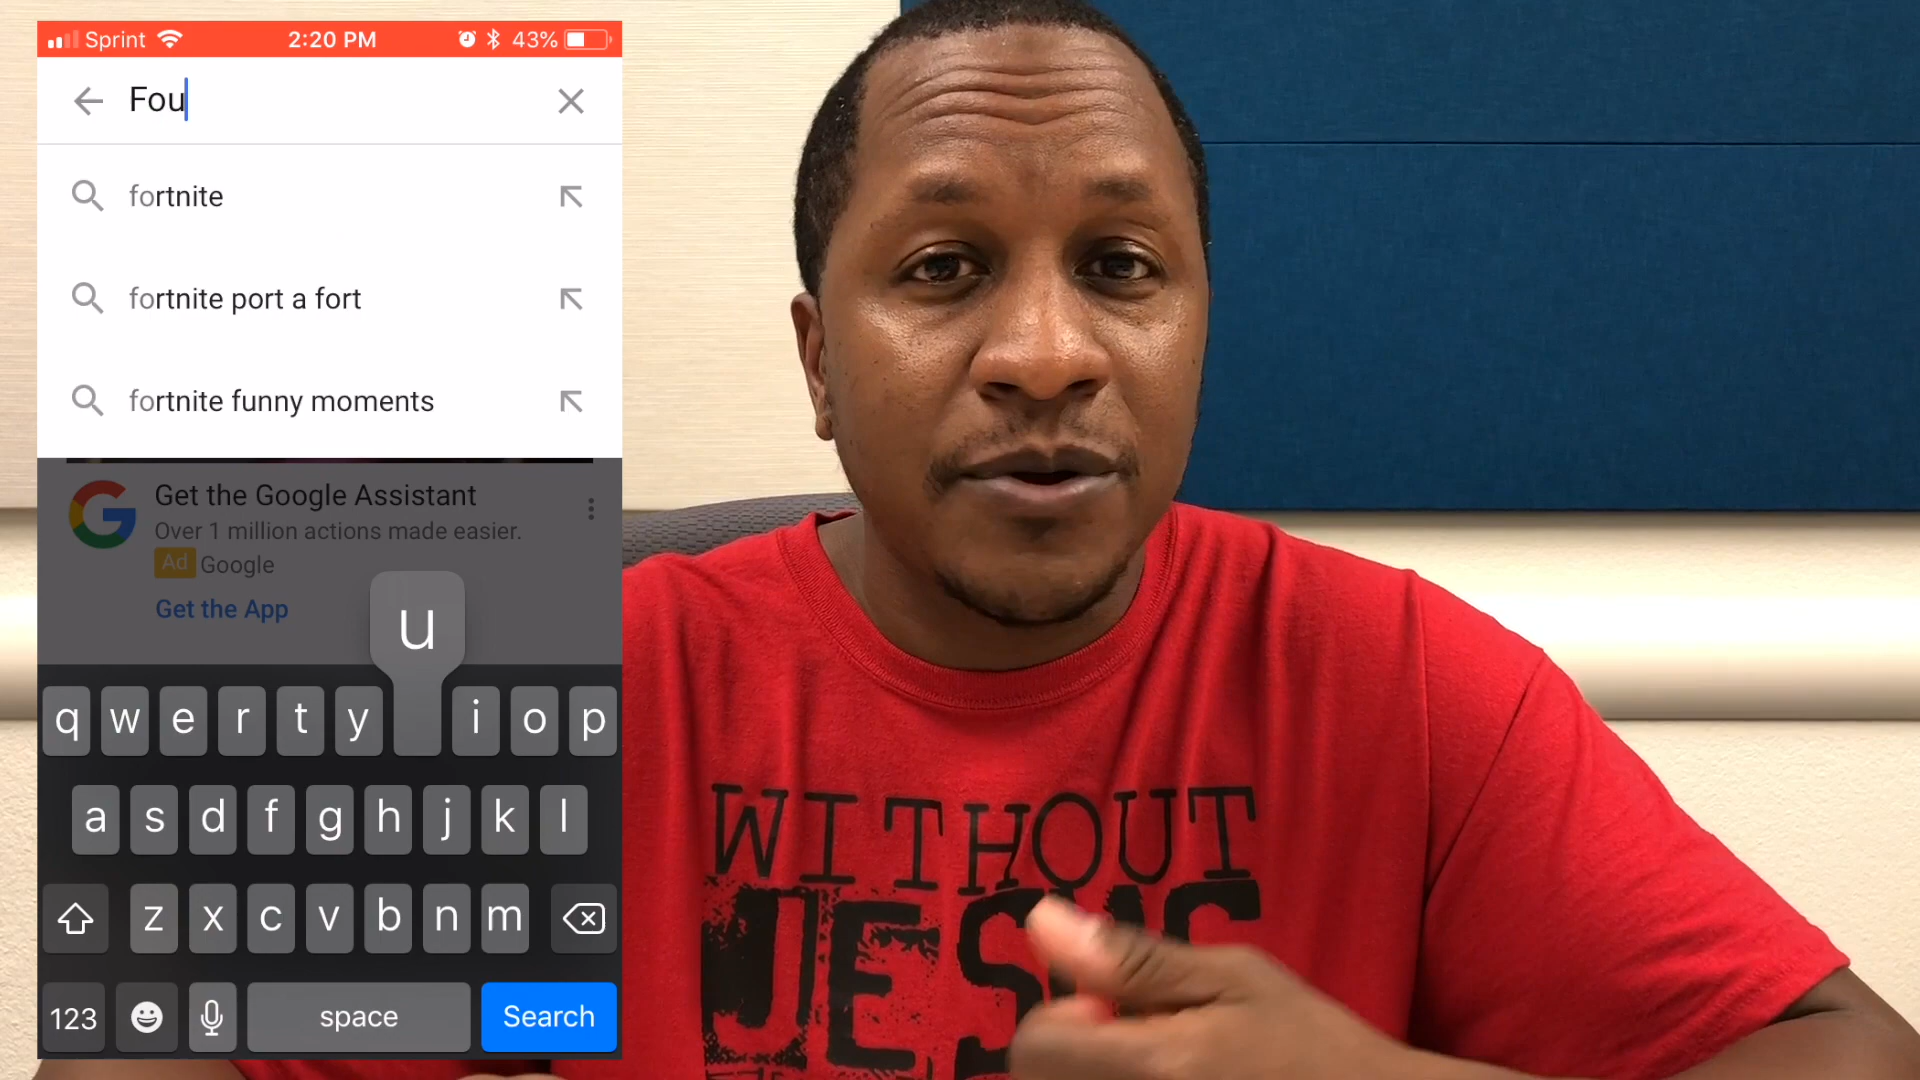 Sprint 2:20 PM 43%
Fou
fortnite
fortnite port a fort
fortnite funny moments
Get the Google Assistant
Over 1 million actions made easier.
Ad Google
Get the App
u
q w e r t y i o p
a s d f g h j k l
z x c v b n m
123 space Search
WITHOUT
JESUS